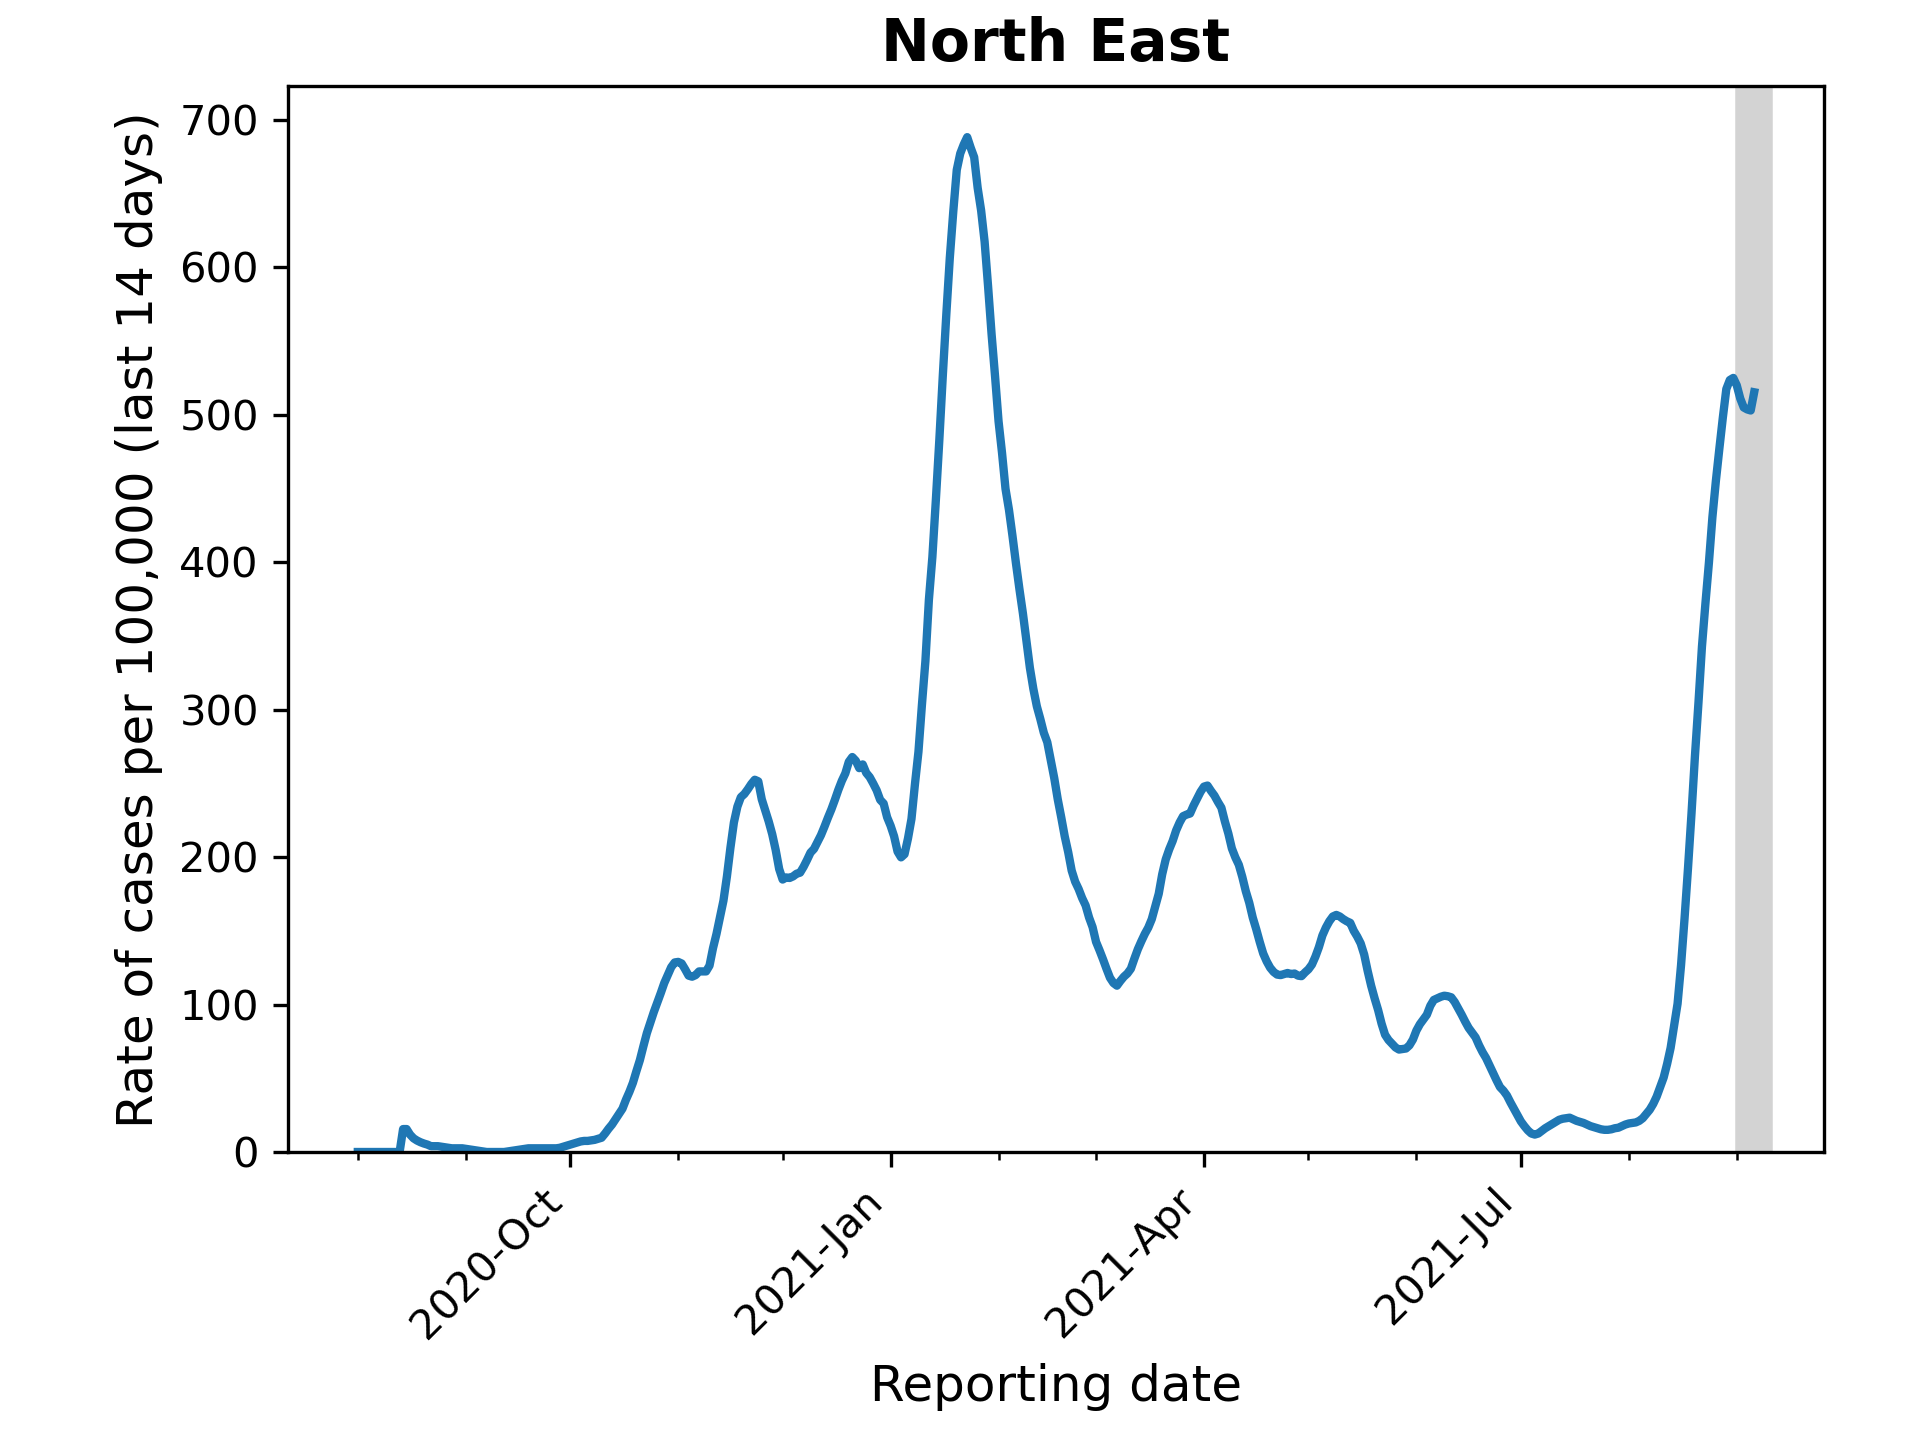 North East
Rate of cases per 100,000 (last 14 days)
700
600
500
400
300
200
100
0
2020-Oct
2021-Jan
2021-Apr
2021-Jul
Reporting date